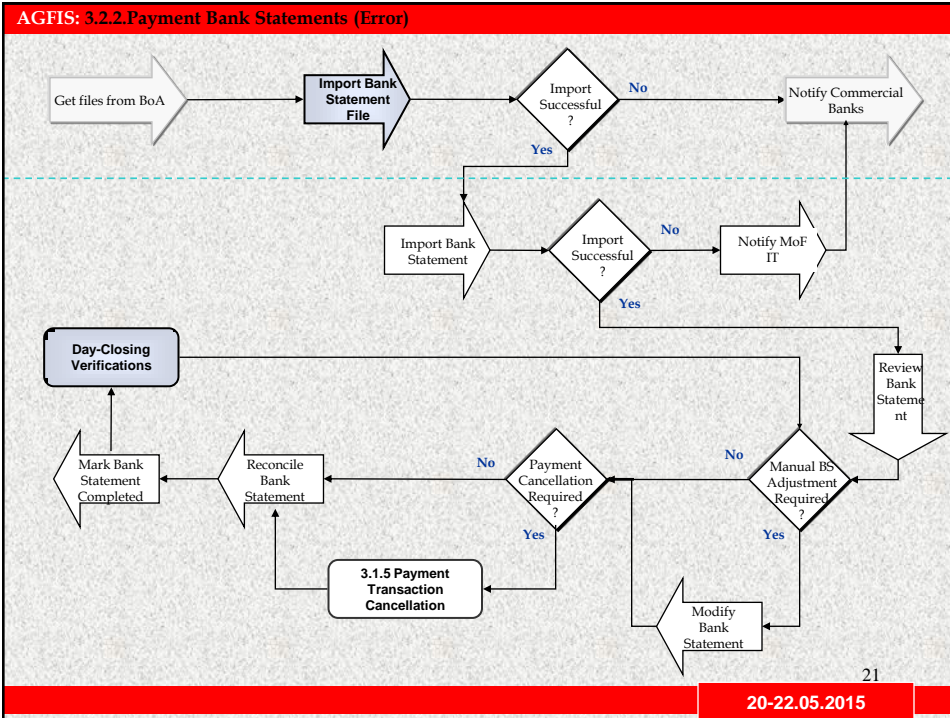 AGFIS: 3.2.2.Payment Bank Statements (Error)
Get files from BoA
Import Bank
Statement
File
Import
Successful
?
No
Notify Commercial
Banks
Yes
Import Bank
Statement
Import
Successful
?
No
Notify MoF
IT
Yes
Day-Closing
Verifications
Review
Bank
Stateme
nt
Mark Bank
Statement
Completed
Reconcile
Bank
Statement
No
Payment
Cancellation
Required
?
Yes
No
Manual BS
Adjustment
Required
?
Yes
3.1.5 Payment
Transaction
Cancellation
Modify
Bank
Statement
21
20-22.05.2015